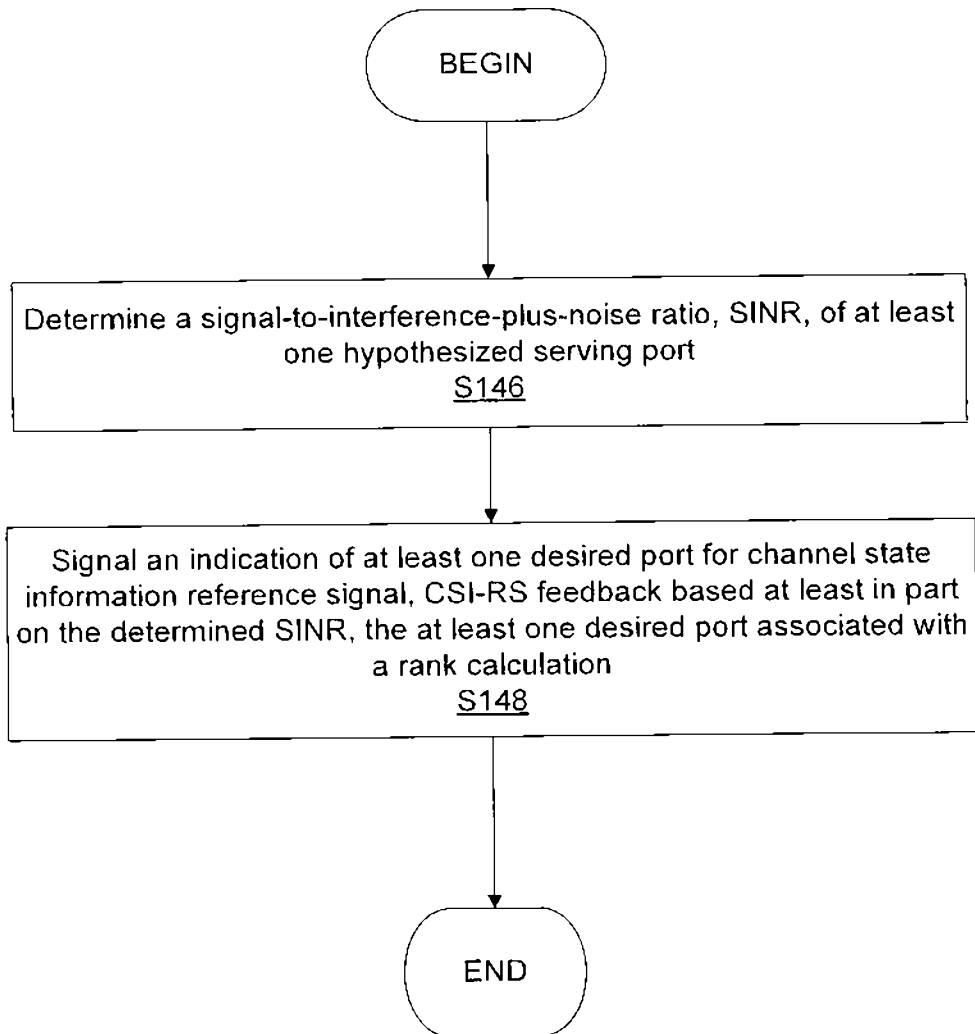 BEGIN
Determine a signal-to-interference-plus-noise ratio, SINR, of at least
one hypothesized serving port
S146
Signal an indication of at least one desired port for channel state
information reference signal, CSI-RS feedback based at least in part
on the determined SINR, the at least one desired port associated with
a rank calculation
S148
END